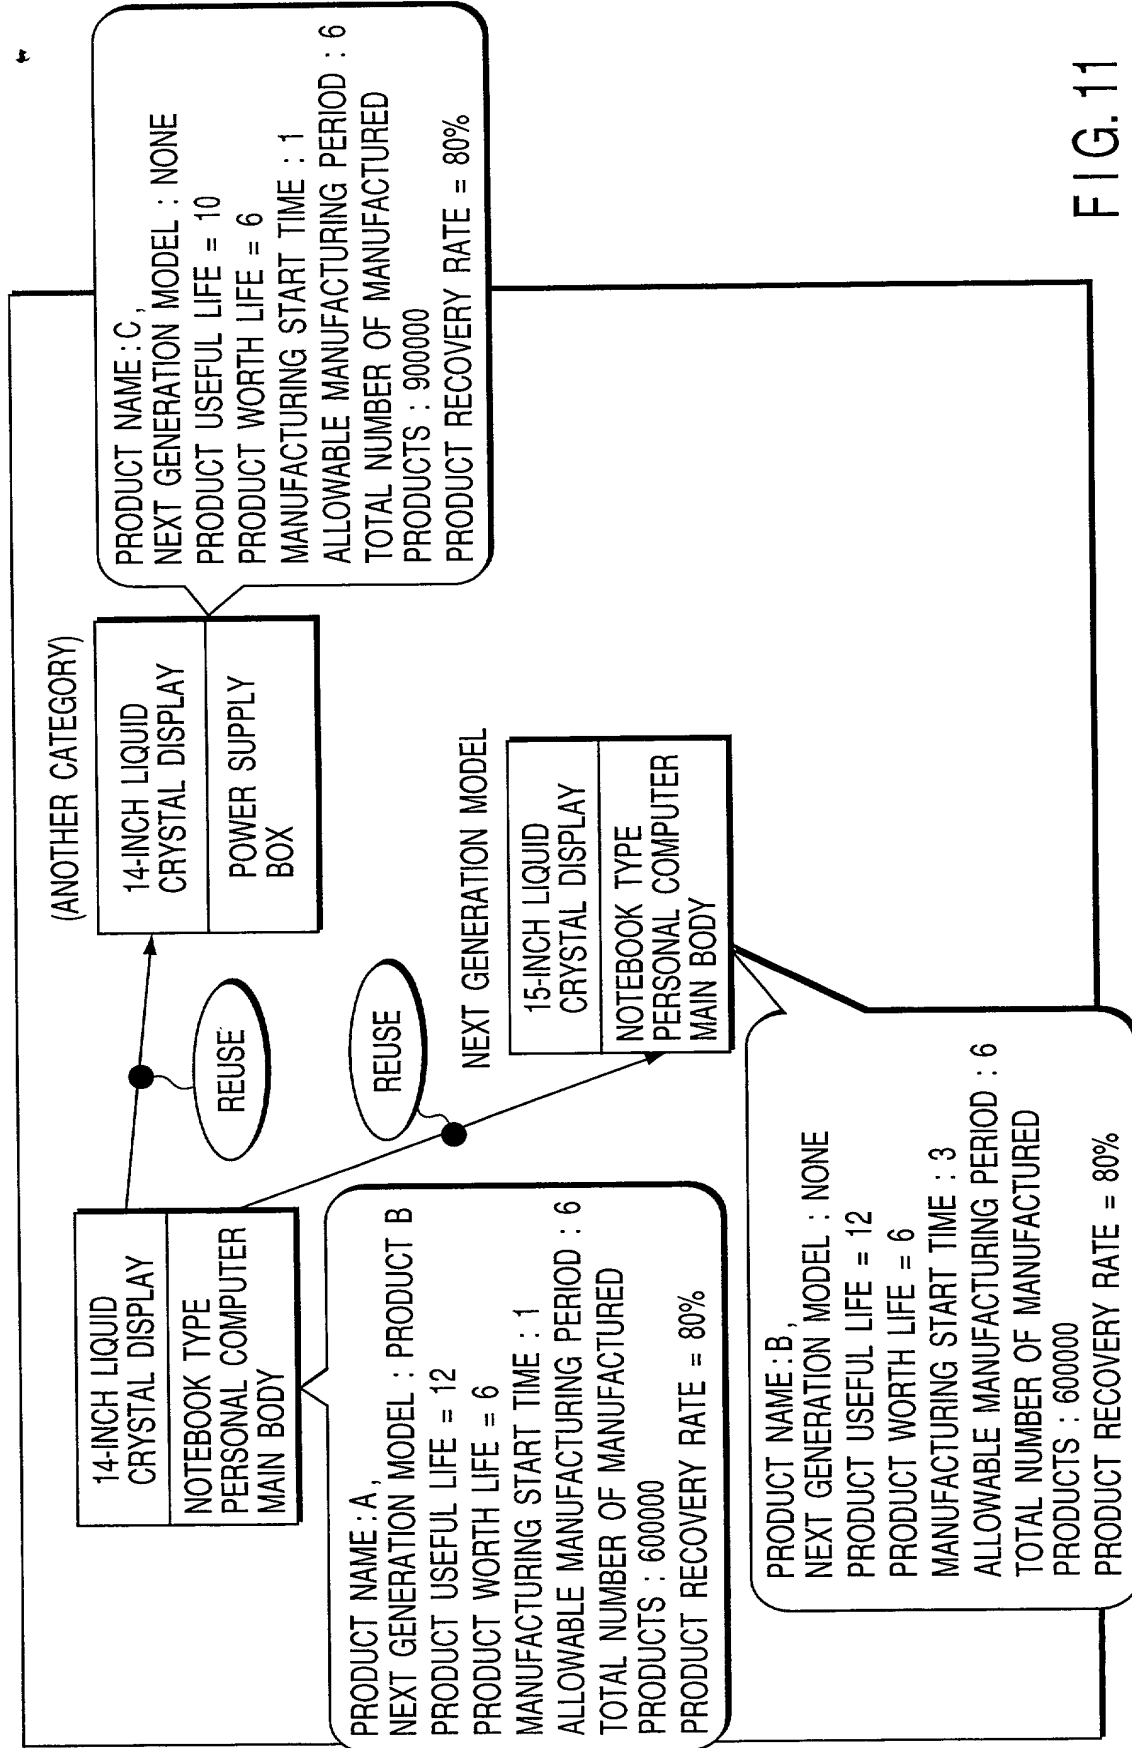 (ANOTHER CATEGORY)
14-INCH LIQUID
CRYSTAL DISPLAY
NOTEBOOK TYPE
PERSONAL COMPUTER
MAIN BODY
REUSE
14-INCH LIQUID
CRYSTAL DISPLAY
POWER SUPPLY
BOX
PRODUCT NAME : C,
NEXT GENERATION MODEL : NONE
PRODUCT USEFUL LIFE = 10
PRODUCT WORTH LIFE = 6
MANUFACTURING START TIME : 1
ALLOWABLE MANUFACTURING PERIOD : 6
TOTAL NUMBER OF MANUFACTURED
PRODUCTS : 900000
PRODUCT RECOVERY RATE = 80%
PRODUCT NAME : A,
NEXT GENERATION MODEL : PRODUCT B
PRODUCT USEFUL LIFE = 12
PRODUCT WORTH LIFE = 6
MANUFACTURING START TIME : 1
ALLOWABLE MANUFACTURING PERIOD : 6
TOTAL NUMBER OF MANUFACTURED
PRODUCTS : 600000
PRODUCT RECOVERY RATE = 80%
REUSE
NEXT GENERATION MODEL
15-INCH LIQUID
CRYSTAL DISPLAY
NOTEBOOK TYPE
PERSONAL COMPUTER
MAIN BODY
PRODUCT NAME : B,
NEXT GENERATION MODEL : NONE
PRODUCT USEFUL LIFE = 12
PRODUCT WORTH LIFE = 6
MANUFACTURING START TIME : 3
ALLOWABLE MANUFACTURING PERIOD : 6
TOTAL NUMBER OF MANUFACTURED
PRODUCTS : 600000
PRODUCT RECOVERY RATE = 80%
FIG. 11